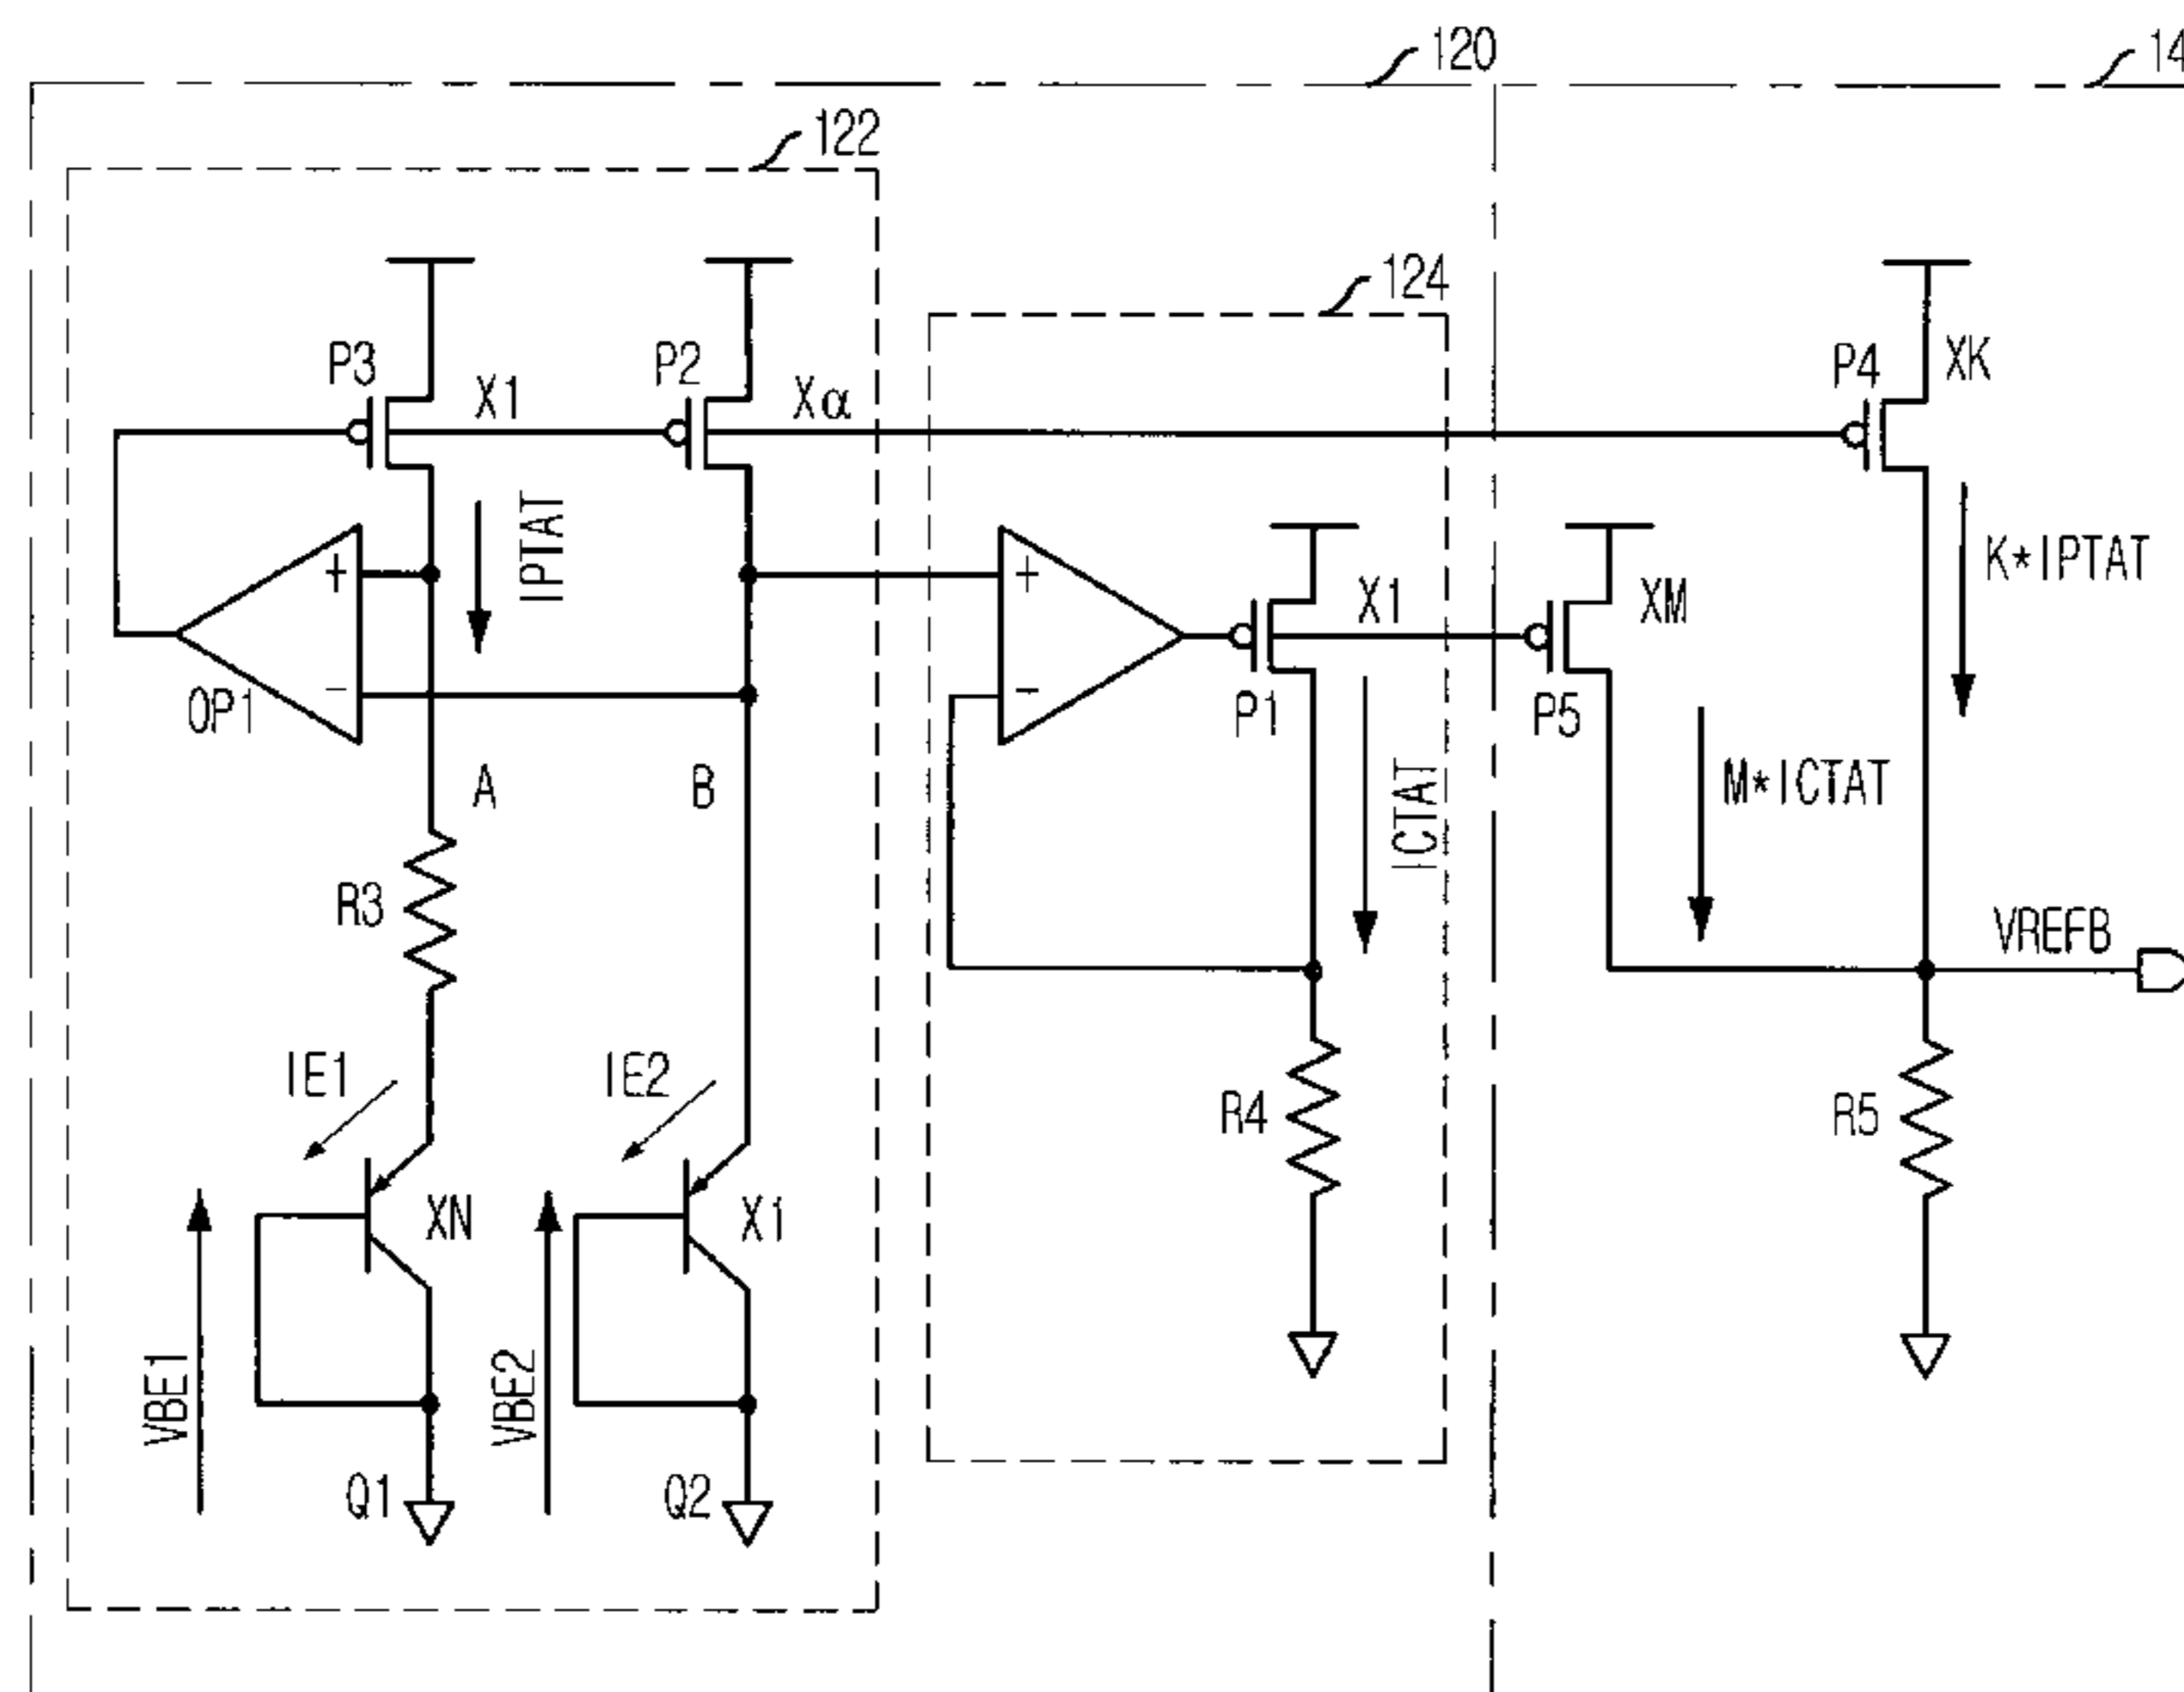 120
14
122
124
P3
X1
P2
Xα
P4
XK
IPTAT
K*IPTAT
+
-
OP1
+
-
X1
P1
XM
P5
A
B
ICTAT
M*ICTAT
R3
VREFB
IE1
IE2
R4
R5
XN
X1
VBE1
VBE2
Q1
Q2